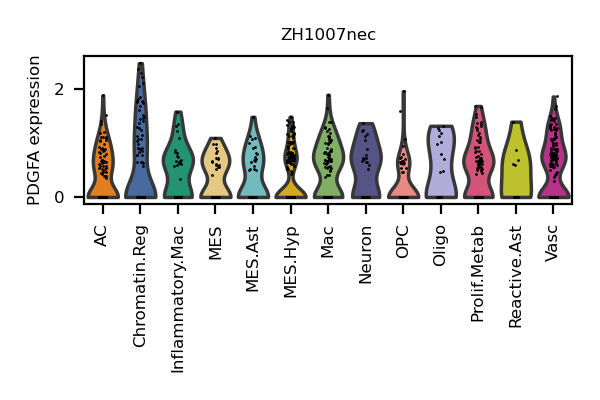 ZH1007nec
PDGFA expression
2
0
AC
Chromatin.Reg
Inflammatory.Mac
MES
MES.Ast
MES.Hyp
Mac
Neuron
OPC
Oligo
Prolif.Metab
Reactive.Ast
Vasc